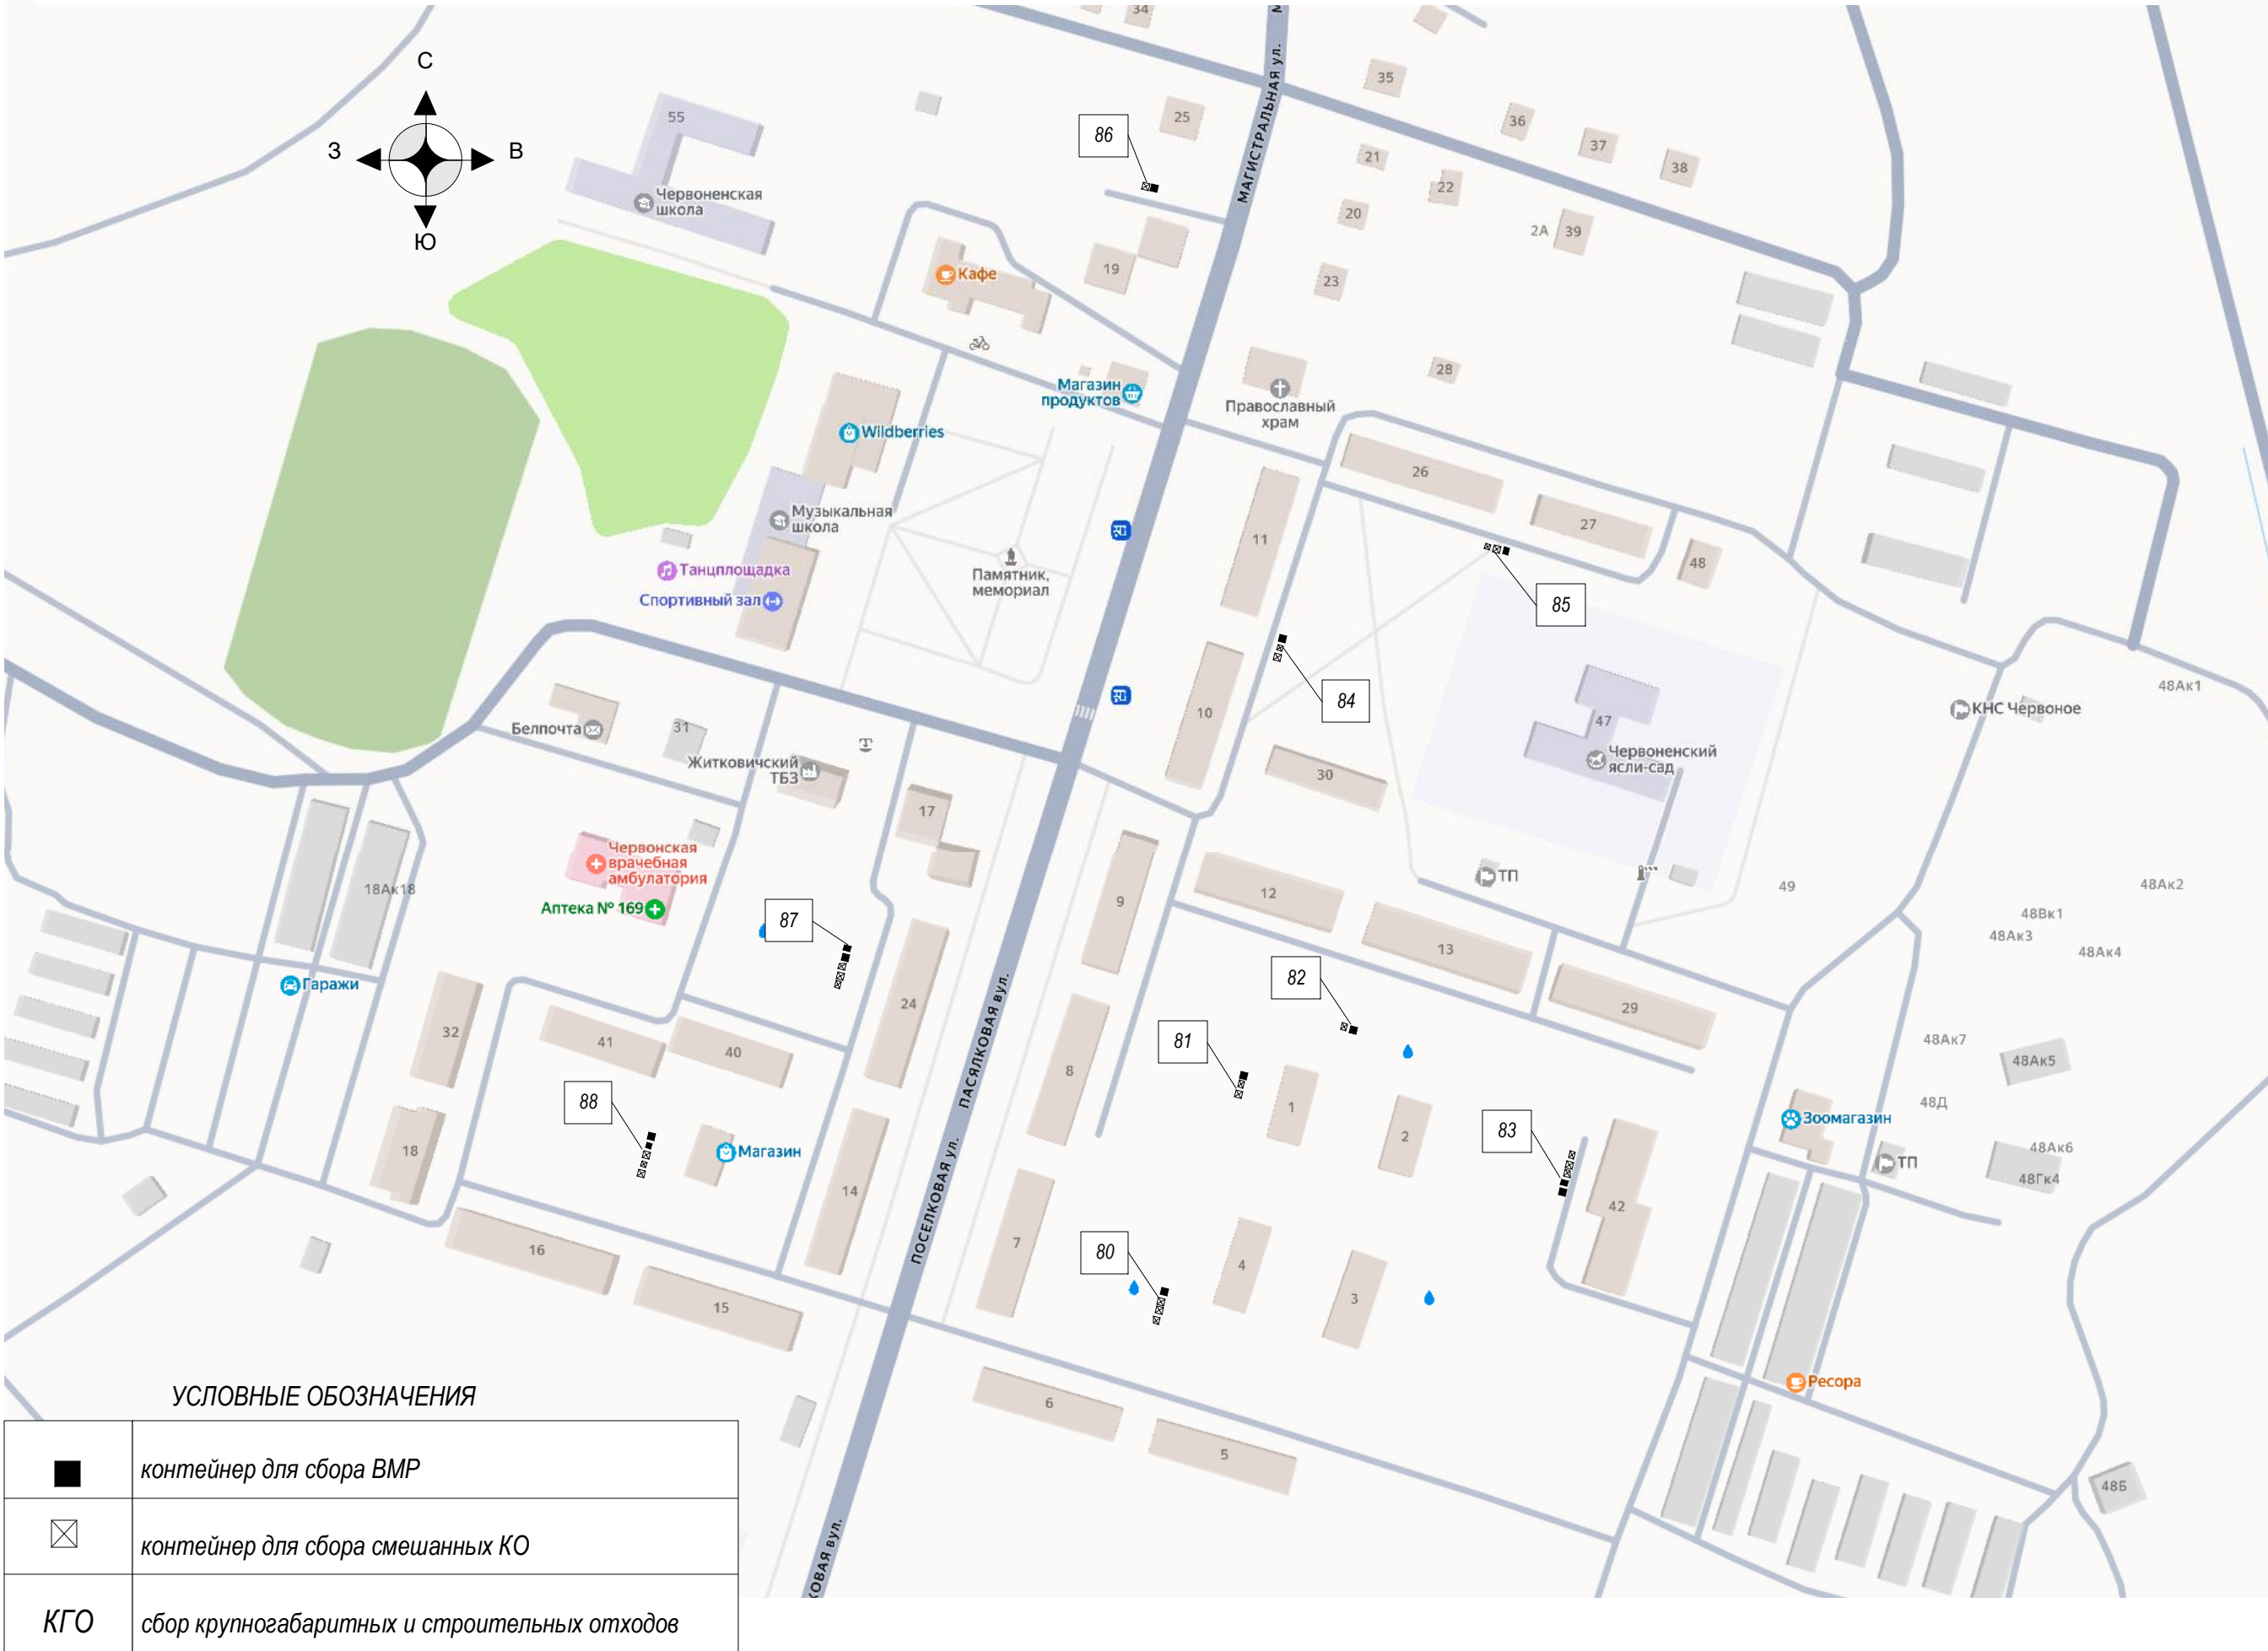 34
МАГИСТРАЛЬНАЯ ул.
С
З
В
Ю
55
Червоненская
школа
86
25
35
36
37
38
21
22
20
2А
39
19
23
Кафе
28
Магазин
продуктов
Православный
храм
Wildberries
26
Музыкальная
школа
11
27
48
Танцплощадка
Спортивный зал
Памятник,
мемориал
85
84
48Ак1
КНС Червоное
10
47
Червоненский
ясли-сад
Белпочта
31
Житковичский
ТБЗ
30
17
Червонская
врачебная
амбулатория
Аптека № 169
18Ак18
ТП
49
48Ак2
12
9
87
48Вк1
48Ак3
48Ак4
13
82
Гаражи
24
29
32
41
40
81
ПАСЯЛКОВАЯ вул.
8
48Ак7
48Ак5
88
1
2
83
48Д
Зоомагазин
18
Магазин
48Ак6
ТП
48Гк4
14
ПОСЕЛКОВАЯ ул.
42
7
80
4
16
3
15
Ресора
6
5
48Б
КОВАЯ вул.
УСЛОВНЫЕ ОБОЗНАЧЕНИЯ
контейнер для сбора ВМР
контейнер для сбора смешанных КО
КГО сбор крупногабаритных и строительных отходов